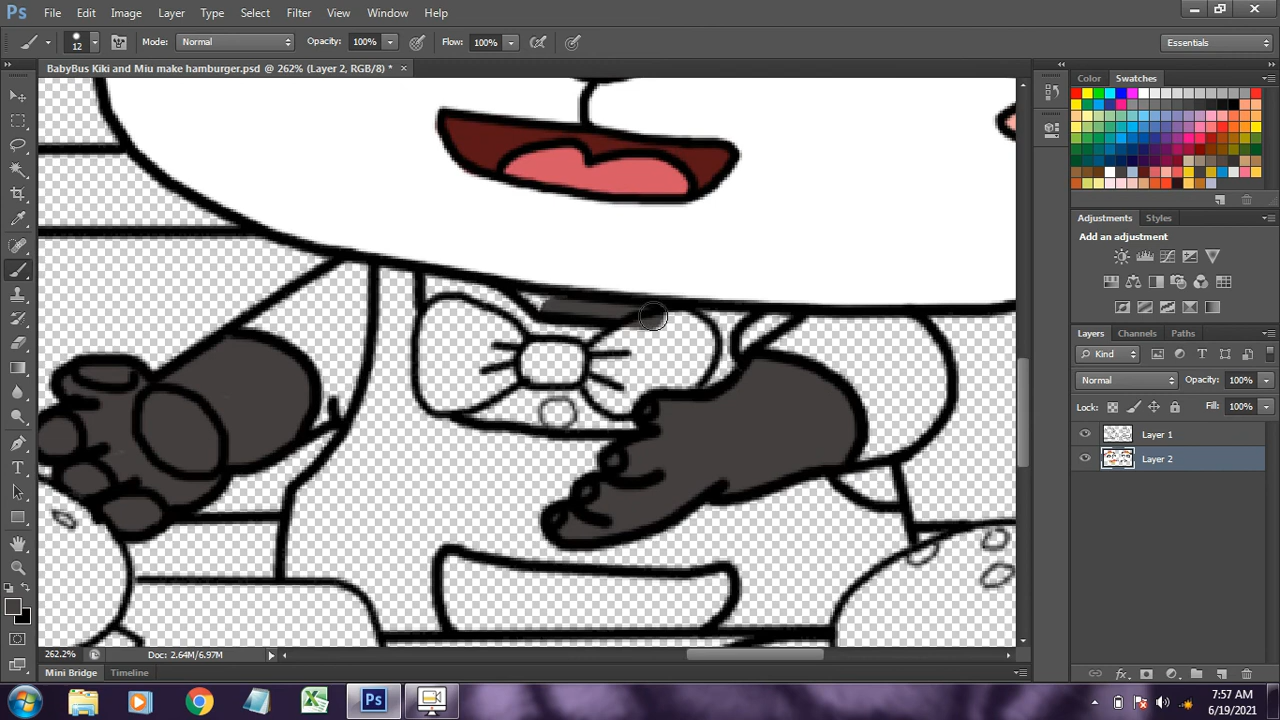 Ps File Edit Image Layer Type Select Filter View Window Help
12 Mode: Normal Opacity: 100% Flow: 100% Essentials
BabyBus Kiki and Miu make hamburger.psd @ 262% (Layer 2, RGB/8) * ×
Color Swatches
Adjustments Styles
Add an adjustment
Layers Channels Paths
Kind
Normal Opacity: 100%
Lock: Fill: 100%
Layer 1
Layer 2
262.2% Doc: 2.64M/6.97M
Mini Bridge Timeline
7:57 AM
6/19/2021